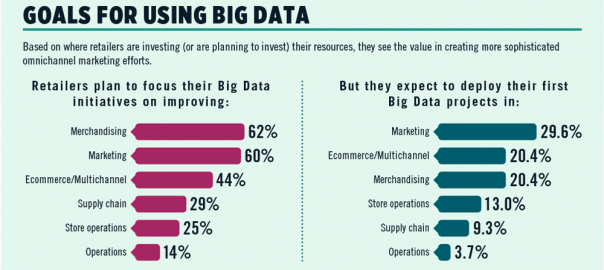 GOALS FOR USING BIG DATA
Based on where retailers are investing (or are planning to invest) their resources, they see the value in creating more sophisticated
omnichannel marketing efforts.
Retailers plan to focus their Big Data
initiatives on improving:
Merchandising 62%
Marketing 60%
Ecommerce/Multichannel 44%
Supply chain 29%
Store operations 25%
Operations 14%
But they expect to deploy their first
Big Data projects in:
Marketing 29.6%
Ecommerce/Multichannel 20.4%
Merchandising 20.4%
Store operations 13.0%
Supply chain 9.3%
Operations 3.7%